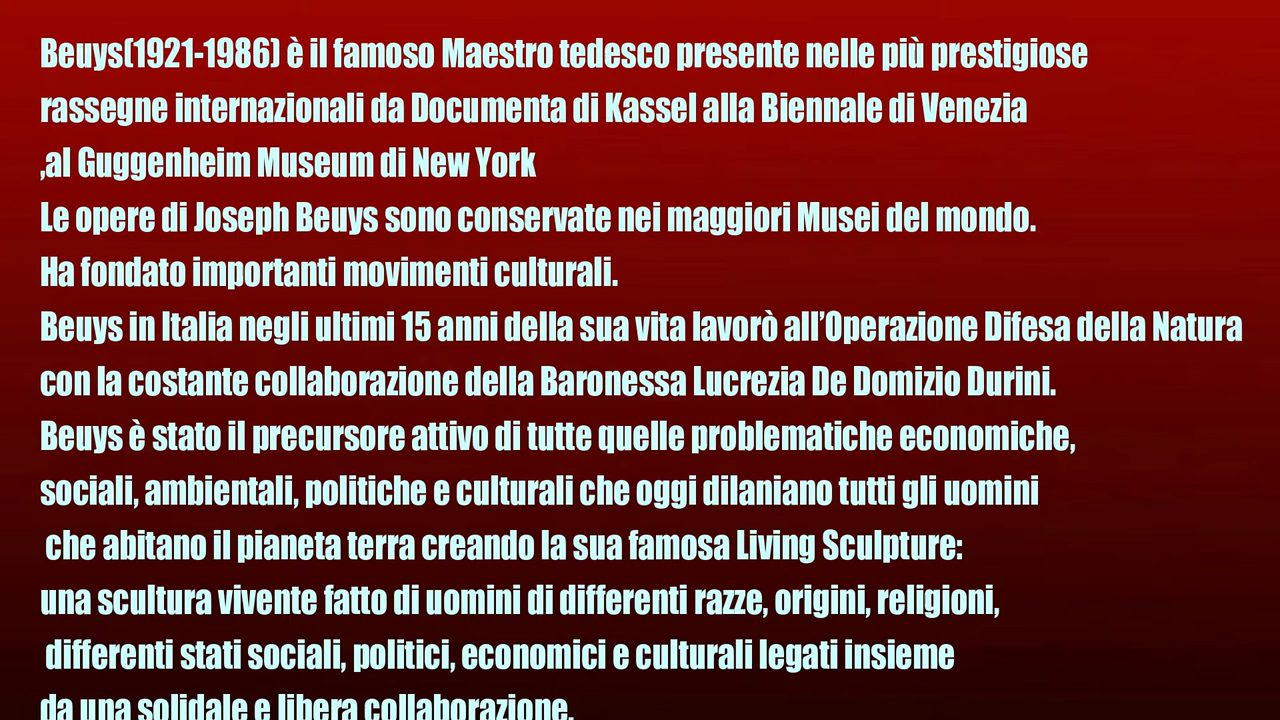 Beuys(1921-1986) è il famoso Maestro tedesco presente nelle più prestigiose
rassegne internazionali da Documenta di Kassel alla Biennale di Venezia
,al Guggenheim Museum di New York
Le opere di Joseph Beuys sono conservate nei maggiori Musei del mondo.
Ha fondato importanti movimenti culturali.
Beuys in Italia negli ultimi 15 anni della sua vita lavorò all’Operazione Difesa della Natura
con la costante collaborazione della Baronessa Lucrezia De Domizio Durini.
Beuys è stato il precursore attivo di tutte quelle problematiche economiche,
sociali, ambientali, politiche e culturali che oggi dilaniano tutti gli uomini
che abitano il pianeta terra creando la sua famosa Living Sculpture:
una scultura vivente fatto di uomini di differenti razze, origini, religioni,
differenti stati sociali, politici, economici e culturali legati insieme
da una solidale e libera collaborazione.